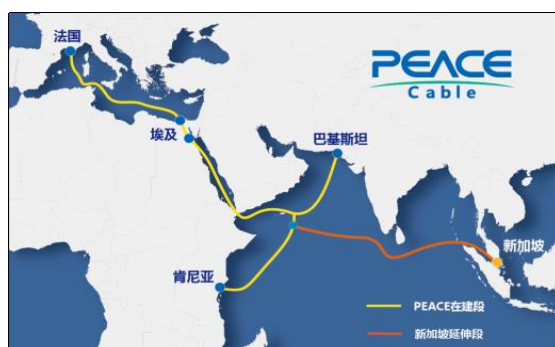 法国
PEACE
Cable
埃及
巴基斯坦
新加坡
肯尼亚
PEACE在建段
新加坡延伸段